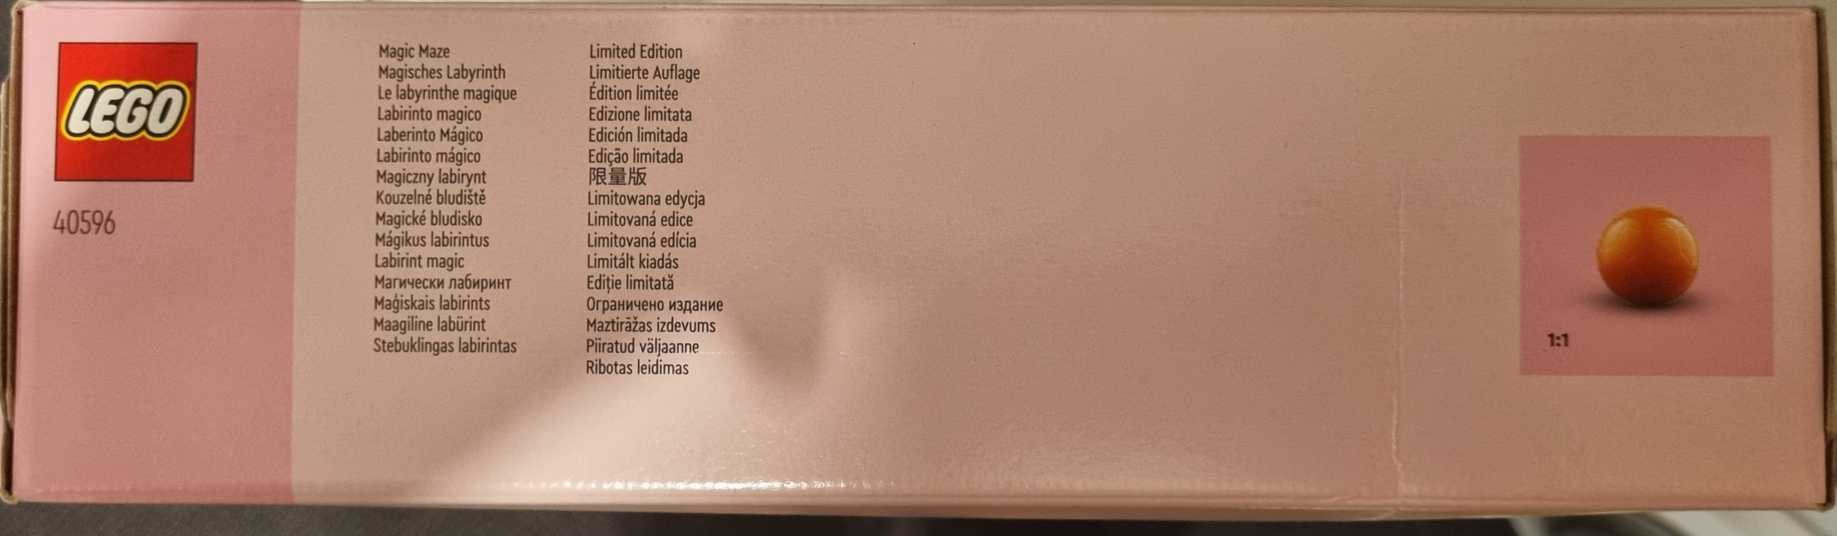 LEGO
40596
Magic Maze
Magisches Labyrinth
Le labyrinthe magique
Labirinto magico
Laberinto Mágico
Labirinto mágico
Magiczny labirynt
Kouzelné bludiště
Magické bludisko
Mágikus labirintus
Labirint magic
Магически лабиринт
Maģiskais labirints
Maagiline labürint
Stebuklingas labirintas
Limited Edition
Limitierte Auflage
Édition limitée
Edizione limitata
Edición limitada
Edição limitada
限量版
Limitowana edycja
Limitovaná edice
Limitovaná edícia
Limitált kiadás
Ediție limitată
Ограничено издание
Maztirāžas izdevums
Piiratud väljaanne
Ribotas leidimas
1:1